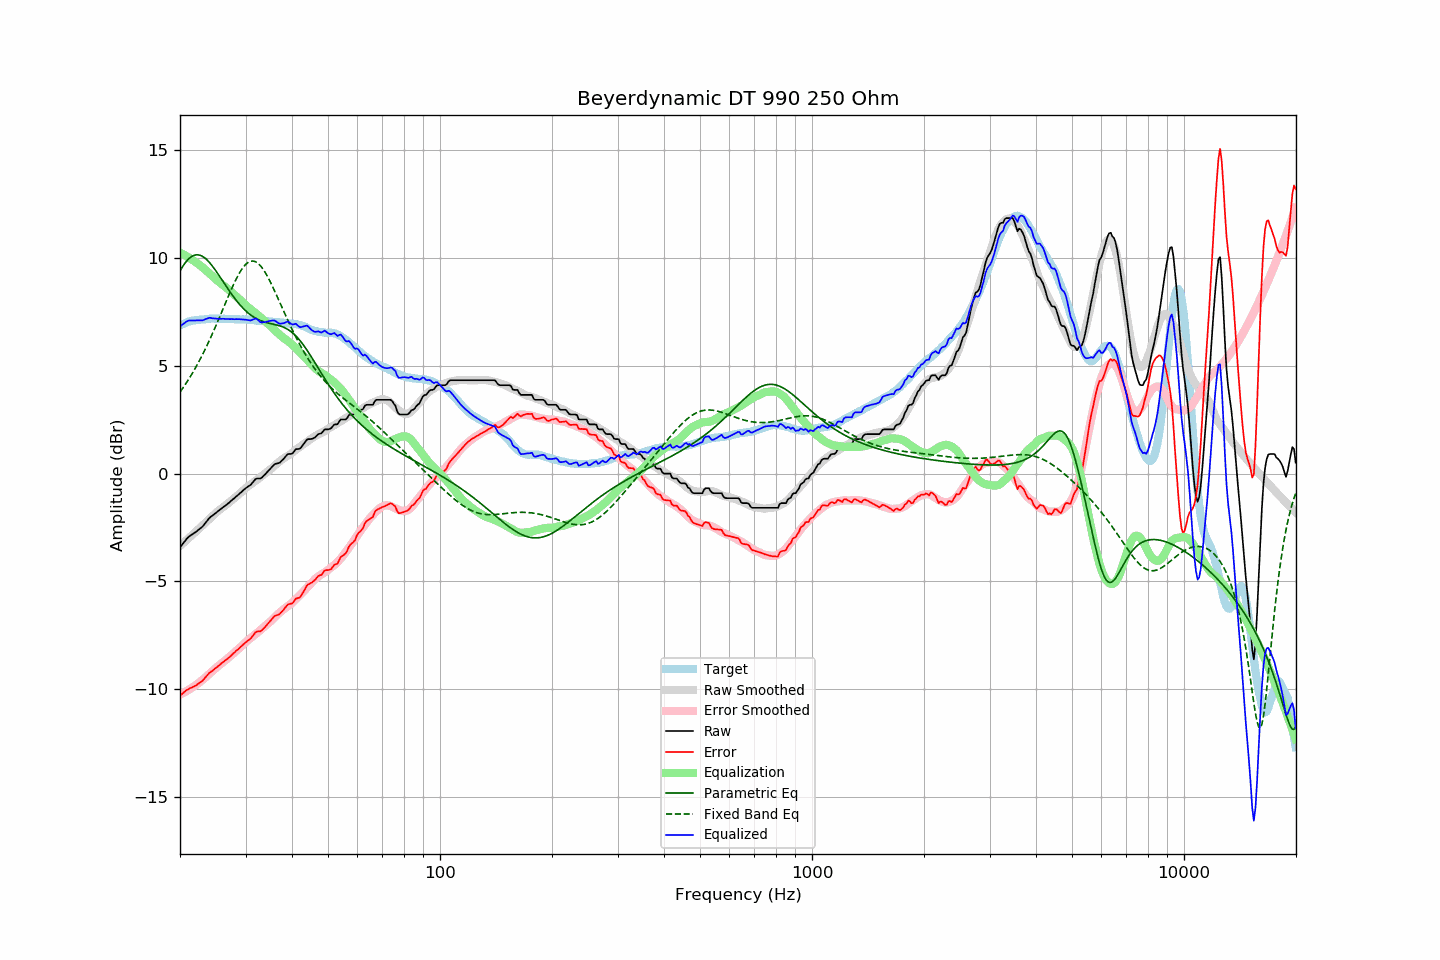 Beyerdynamic DT 990 250 Ohm
Amplitude (dBr)
15
10
5
0
−5
−10
−15
Target
Raw Smoothed
Error Smoothed
Raw
Error
Equalization
Parametric Eq
Fixed Band Eq
Equalized
100
1000
10000
Frequency (Hz)